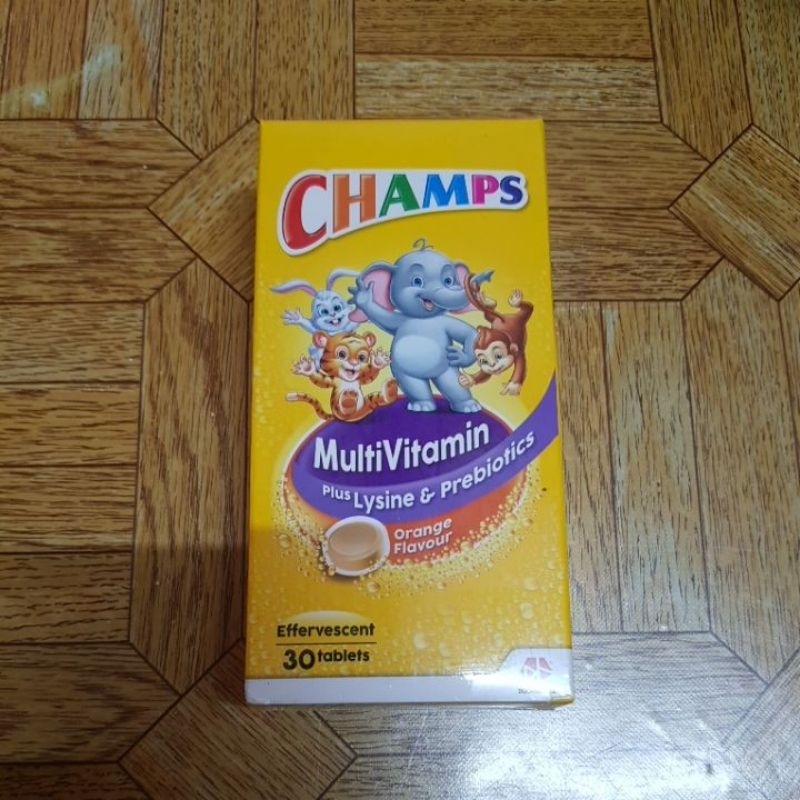 CHAMPS
MultiVitamin
Plus Lysine & Prebiotics
Orange
Flavour
Effervescent
30 tablets